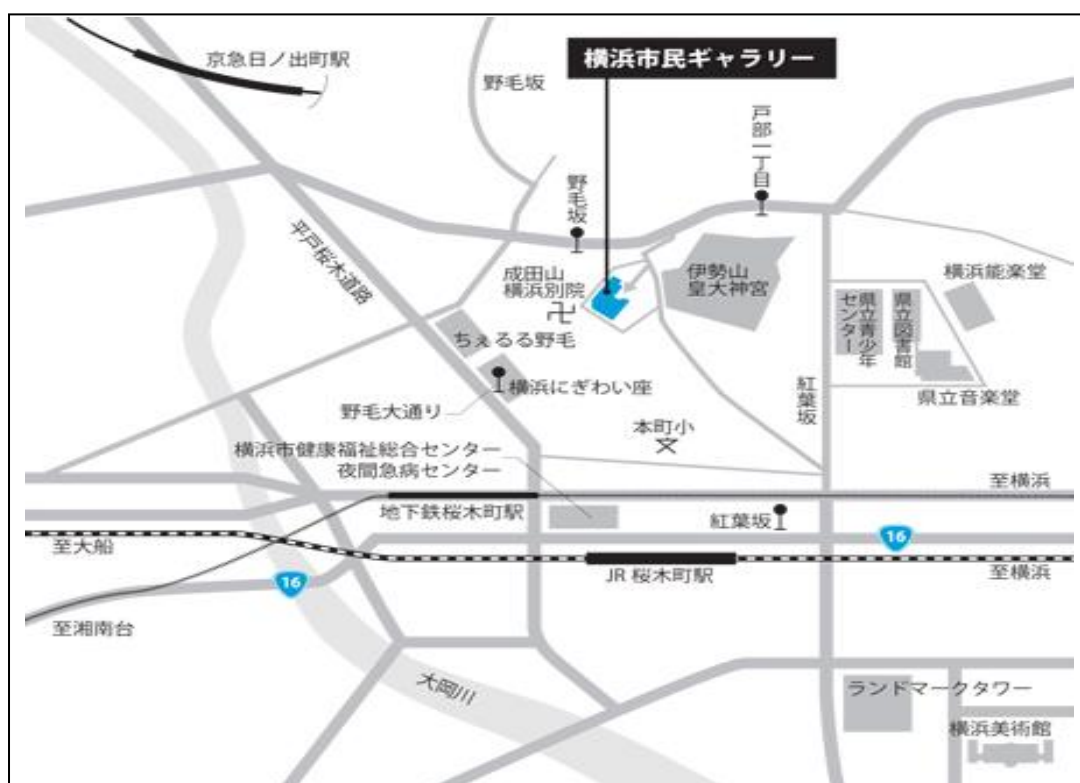 京急日ノ出町駅
野毛坂
横浜市民ギャラリー
戸部一丁目
野毛坂
平戸桜木道路
成田山
横浜別院
伊勢山
皇大神宮
横浜能楽堂
県立青少年
センター
県立図書館
ちぇるる野毛
横浜にぎわい座
県立音楽堂
紅葉坂
野毛大通り
本町小
横浜市健康福祉総合センター
夜間急病センター
至横浜
地下鉄桜木町駅
紅葉坂
16
至大船
JR 桜木町駅
至横浜
16
至湘南台
大岡川
ランドマークタワー
横浜美術館